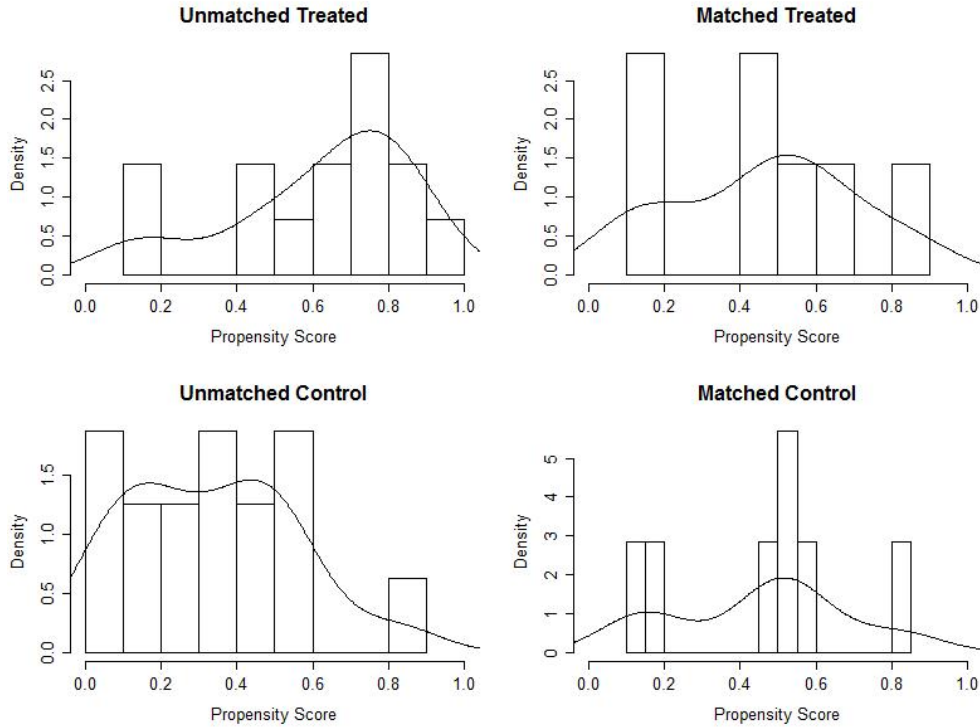 Unmatched Treated
Density
0.0 0.5 1.0 1.5 2.0 2.5
0.0 0.2 0.4 0.6 0.8 1.0
Propensity Score
Matched Treated
Density
0.0 0.5 1.0 1.5 2.0 2.5
0.0 0.2 0.4 0.6 0.8 1.0
Propensity Score
Unmatched Control
Density
0.0 0.5 1.0 1.5
0.0 0.2 0.4 0.6 0.8 1.0
Propensity Score
Matched Control
Density
0 1 2 3 4 5
0.0 0.2 0.4 0.6 0.8 1.0
Propensity Score